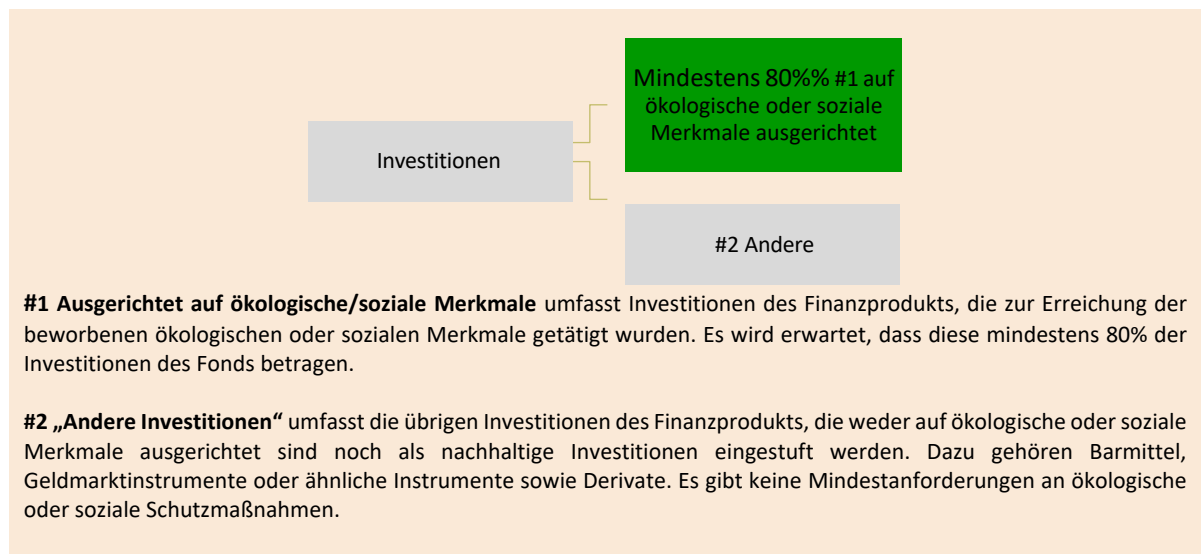 Mindestens 80%% #1 auf
ökologische oder soziale
Merkmale ausgerichtet
Investitionen
#2 Andere
#1 Ausgerichtet auf ökologische/soziale Merkmale umfasst Investitionen des Finanzprodukts, die zur Erreichung der
beworbenen ökologischen oder sozialen Merkmale getätigt wurden. Es wird erwartet, dass diese mindestens 80% der
Investitionen des Fonds betragen.
#2 „Andere Investitionen“ umfasst die übrigen Investitionen des Finanzprodukts, die weder auf ökologische oder soziale
Merkmale ausgerichtet sind noch als nachhaltige Investitionen eingestuft werden. Dazu gehören Barmittel,
Geldmarktinstrumente oder ähnliche Instrumente sowie Derivate. Es gibt keine Mindestanforderungen an ökologische
oder soziale Schutzmaßnahmen.